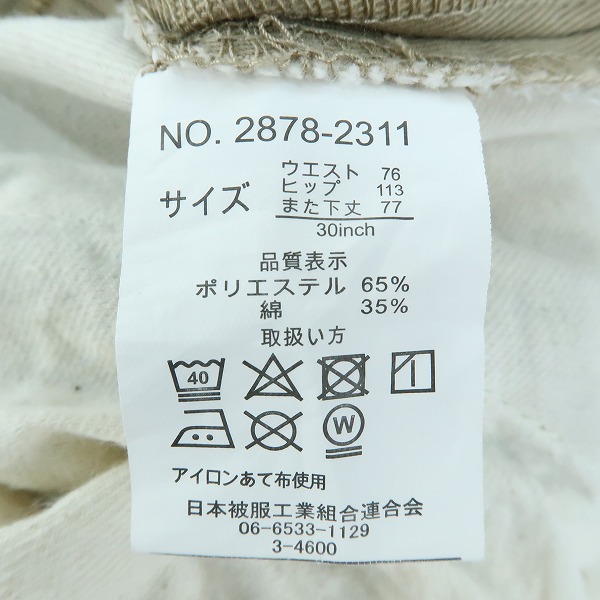 NO. 2878-2311
サイズ
ウエスト 76
ヒップ 113
また下丈 77
30inch
品質表示
ポリエステル 65%
綿 35%
取扱い方
40
W
アイロンあて布使用
日本被服工業組合連合会
06-6533-1129
3-4600